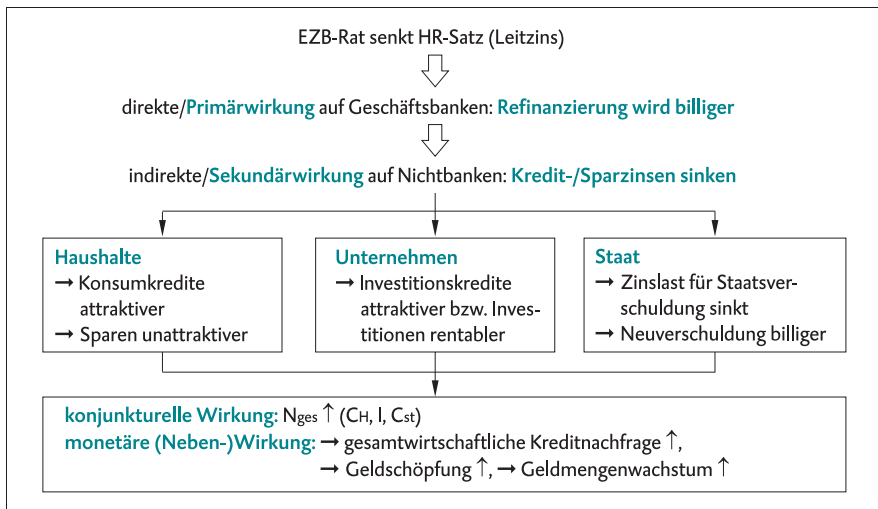 EZB-Rat senkt HR-Satz (Leitzins)
direkte/Primärwirkung auf Geschäftsbanken: Refinanzierung wird billiger
indirekte/Sekundärwirkung auf Nichtbanken: Kredit-/Sparzinsen sinken
Haushalte
→ Konsumkredite
attraktiver
→ Sparen unattraktiver
Unternehmen
→ Investitionskredite
attraktiver bzw. Inves-
titionen rentabler
Staat
→ Zinslast für Staatsver-
schuldung sinkt
→ Neuverschuldung billiger
konjunkturelle Wirkung: Nges ↑ (CH, I, Cst)
monetäre (Neben-)Wirkung: → gesamtwirtschaftliche Kreditnachfrage ↑,
→ Geldschöpfung ↑, → Geldmengenwachstum ↑